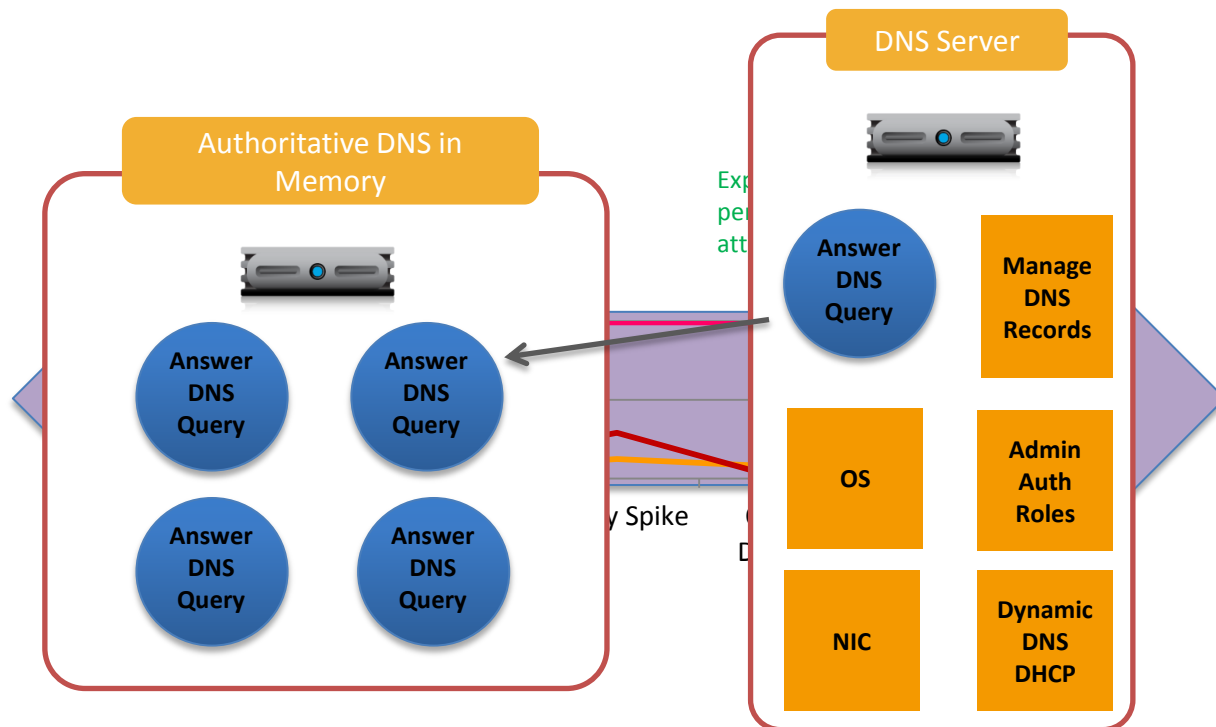 DNS Server
Authoritative DNS in
Memory
Answer
DNS
Query
Manage
DNS
Records
Answer
DNS
Query
Answer
DNS
Query
OS
Admin
Auth
Roles
Spike
Answer
DNS
Query
Answer
DNS
Query
NIC
Dynamic
DNS
DHCP